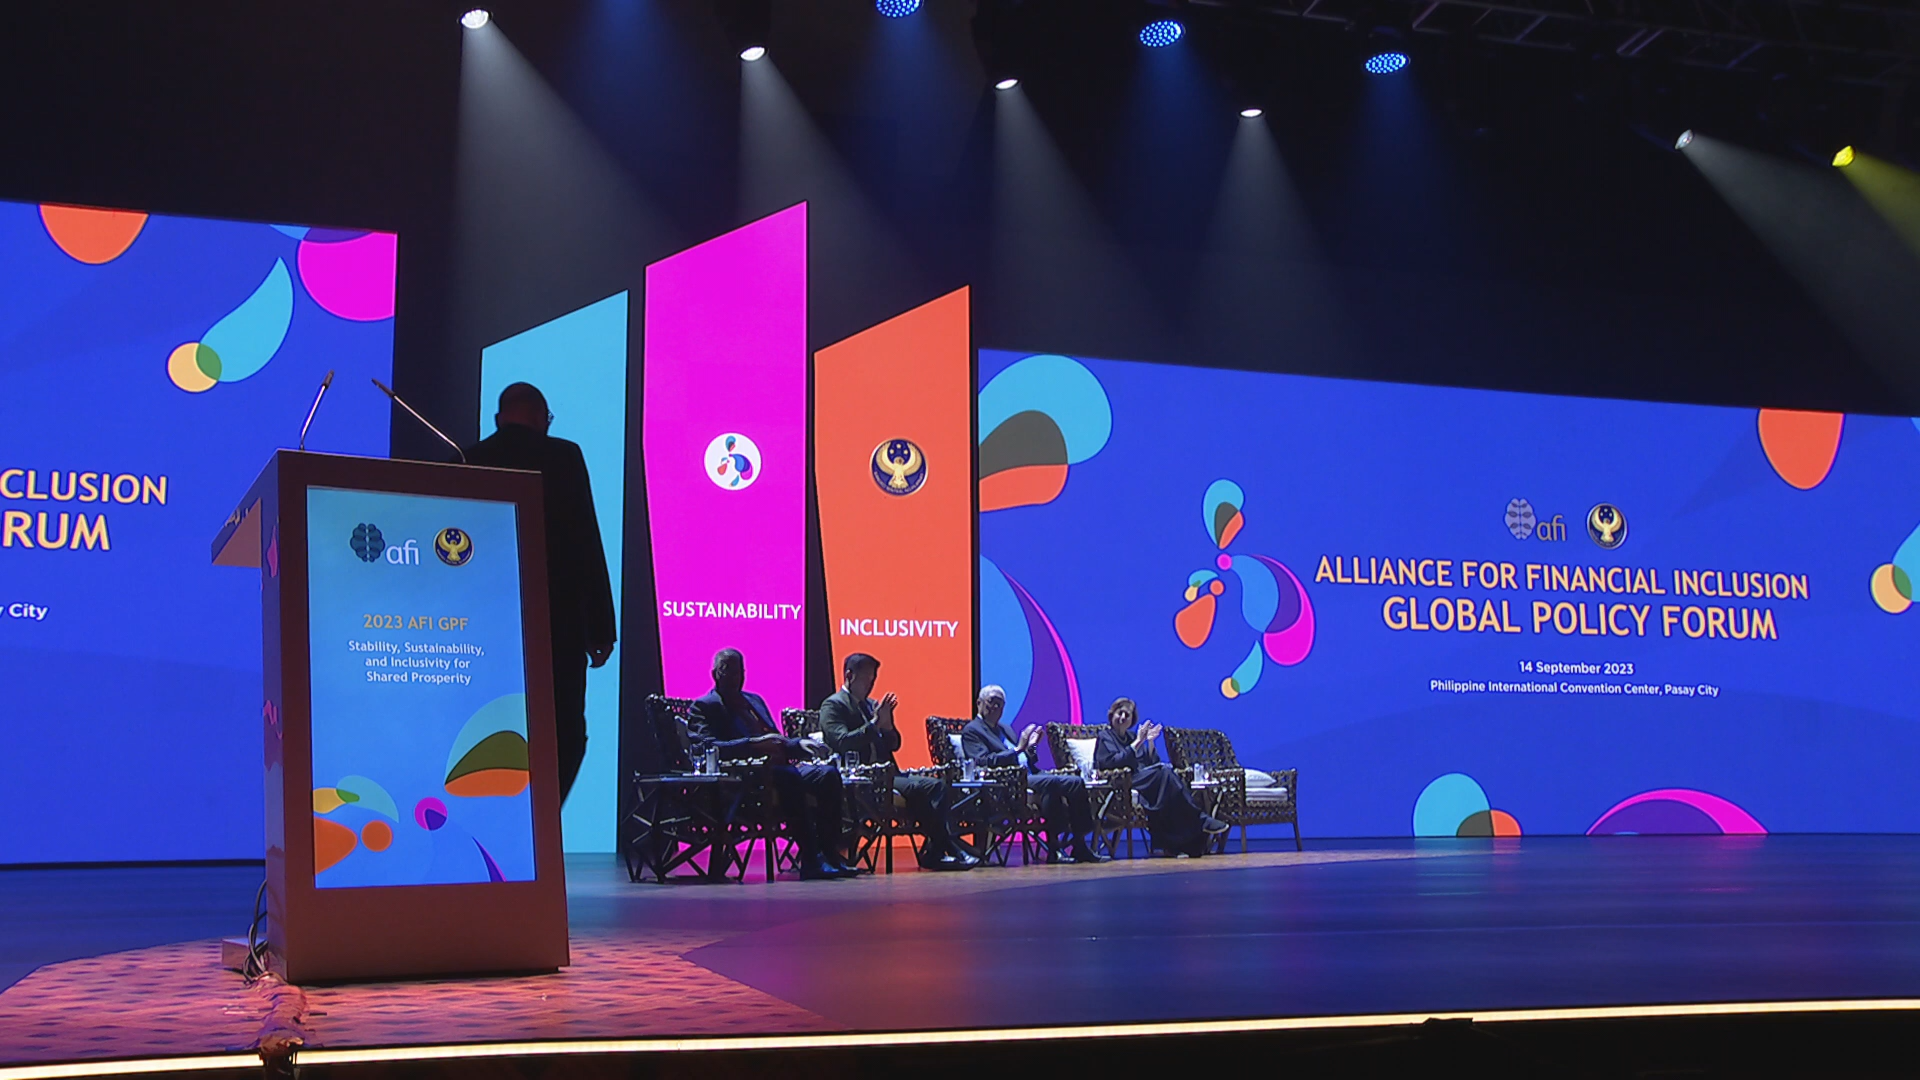 CLUSION
RUM
City
afi
2023 AFI GPF
Stability, Sustainability,
and Inclusivity for
Shared Prosperity
SUSTAINABILITY
INCLUSIVITY
afi
ALLIANCE FOR FINANCIAL INCLUSION
GLOBAL POLICY FORUM
14 September 2023
Philippine International Convention Center, Pasay City